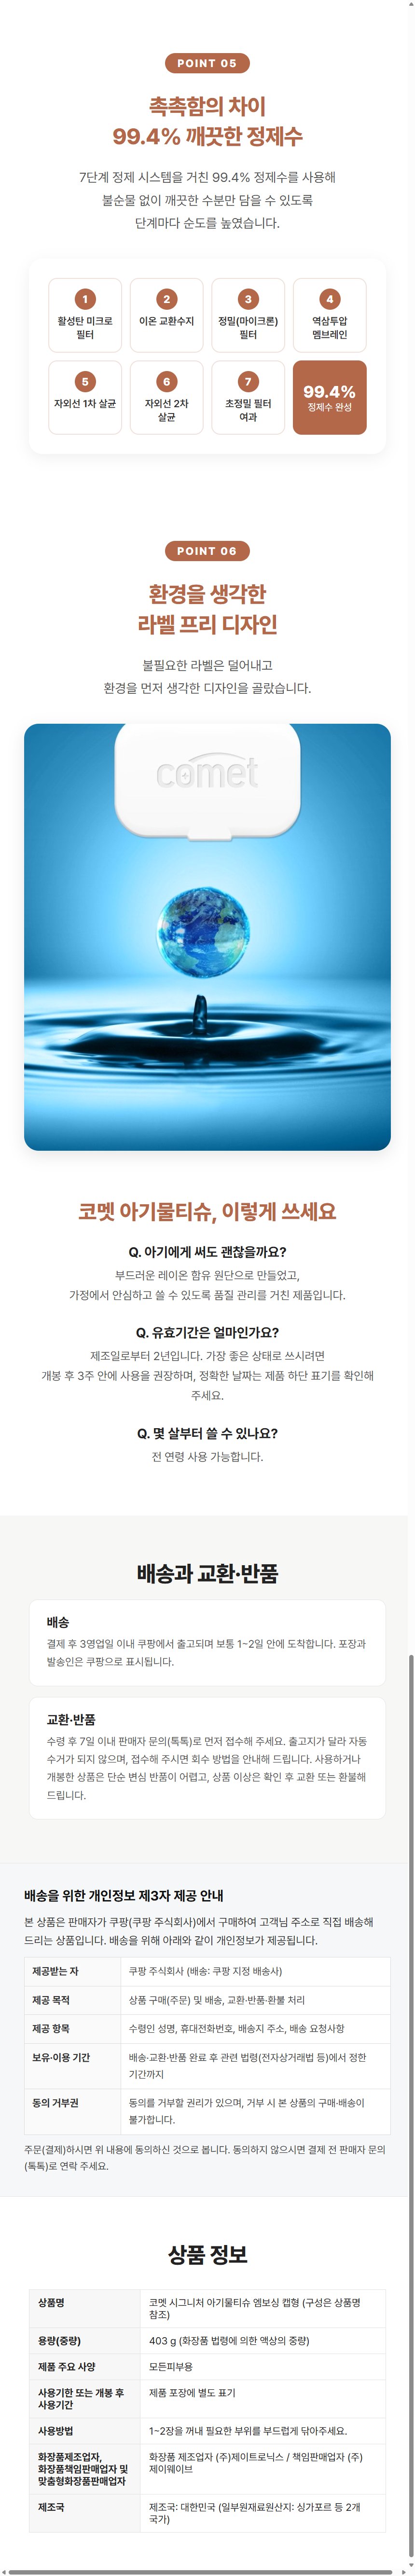 POINT 05
촉촉함의 차이
99.4% 깨끗한 정제수
7단계 정제 시스템을 거친 99.4% 정제수를 사용해
불순물 없이 깨끗한 수분만 담을 수 있도록
단계마다 순도를 높였습니다.
1
활성탄 미크로
필터
2
이온 교환수지
3
정밀(마이크론)
필터
4
역삼투압
멤브레인
5
자외선 1차 살균
6
자외선 2차
살균
7
초정밀 필터
여과
99.4%
정제수 완성
POINT 06
환경을 생각한
라벨 프리 디자인
불필요한 라벨은 덜어내고
환경을 먼저 생각한 디자인을 골랐습니다.
comet
코멧 아기물티슈, 이렇게 쓰세요
Q. 아기에게 써도 괜찮을까요?
부드러운 레이온 함유 원단으로 만들었고,
가정에서 안심하고 쓸 수 있도록 품질 관리를 거친 제품입니다.
Q. 유효기간은 얼마인가요?
제조일로부터 2년입니다. 가장 좋은 상태로 쓰시려면
개봉 후 3주 안에 사용을 권장하며, 정확한 날짜는 제품 하단 표기를 확인해
주세요.
Q. 몇 살부터 쓸 수 있나요?
전 연령 사용 가능합니다.
배송과 교환·반품
배송
결제 후 3영업일 이내 쿠팡에서 출고되며 보통 1~2일 안에 도착합니다. 포장과
발송인은 쿠팡으로 표시됩니다.
교환·반품
수령 후 7일 이내 판매자 문의(톡톡)로 먼저 접수해 주세요. 출고지가 달라 자동
수거가 되지 않으며, 접수해 주시면 회수 방법을 안내해 드립니다. 사용하거나
개봉한 상품은 단순 변심 반품이 어렵고, 상품 이상은 확인 후 교환 또는 환불해
드립니다.
배송을 위한 개인정보 제3자 제공 안내
본 상품은 판매자가 쿠팡(쿠팡 주식회사)에서 구매하여 고객님 주소로 직접 배송해
드리는 상품입니다. 배송을 위해 아래와 같이 개인정보가 제공됩니다.
제공받는 자
쿠팡 주식회사 (배송: 쿠팡 지정 배송사)
제공 목적
상품 구매(주문) 및 배송, 교환·반품·환불 처리
제공 항목
수령인 성명, 휴대전화번호, 배송지 주소, 배송 요청사항
보유·이용 기간
배송·교환·반품 완료 후 관련 법령(전자상거래법 등)에서 정한
기간까지
동의 거부권
동의를 거부할 권리가 있으며, 거부 시 본 상품의 구매·배송이
불가합니다.
주문(결제)하시면 위 내용에 동의하신 것으로 봅니다. 동의하지 않으시면 결제 전 판매자 문의
(톡톡)로 연락 주세요.
상품 정보
상품명
코멧 시그니처 아기물티슈 엠보싱 캡형 (구성은 상품명
참조)
용량(중량)
403 g (화장품 법령에 의한 액상의 중량)
제품 주요 사양
모든피부용
사용기한 또는 개봉 후
사용기간
제품 포장에 별도 표기
사용방법
1~2장을 꺼내 필요한 부위를 부드럽게 닦아주세요.
화장품제조업자,
화장품책임판매업자 및
맞춤형화장품판매업자
화장품 제조업자 (주)제이트로닉스 / 책임판매업자 (주)
제이웨이브
제조국
제조국: 대한민국 (일부원재료원산지: 싱가포르 등 2개
국가)